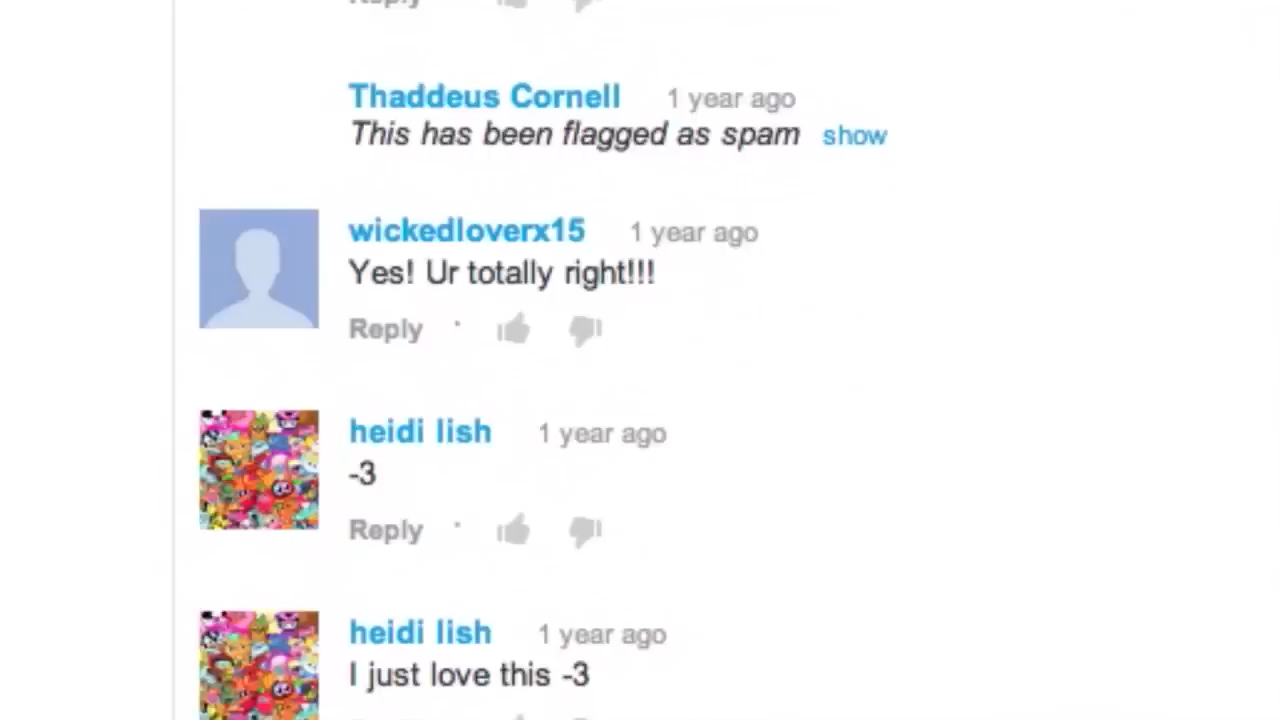 Reply
Thaddeus Cornell 1 year ago
This has been flagged as spam show
wickedloverx15 1 year ago
Yes! Ur totally right!!!
Reply
heidi lish 1 year ago
-3
Reply
heidi lish 1 year ago
I just love this -3